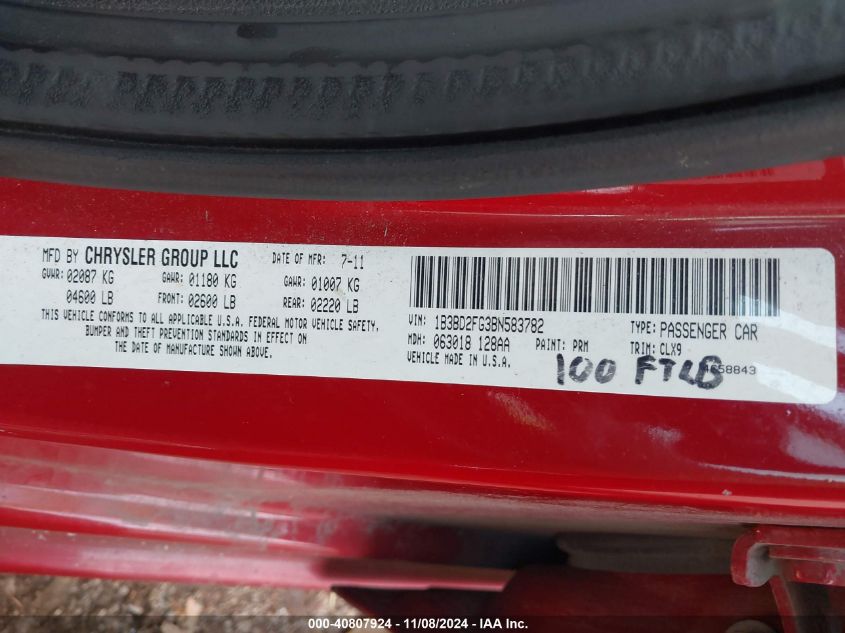 MFD BY CHRYSLER GROUP LLC DATE OF MFR: 7-11
GVWR: 02087 KG GAWR: 01180 KG GAWR: 01007 KG
04600 LB FRONT: 02600 LB REAR: 02220 LB
THIS VEHICLE CONFORMS TO ALL APPLICABLE U.S.A. FEDERAL MOTOR VEHICLE SAFETY,
BUMPER AND THEFT PREVENTION STANDARDS IN EFFECT ON
THE DATE OF MANUFACTURE SHOWN ABOVE.
VIN: 1B3BD2FG3BN583782 TYPE: PASSENGER CAR
MDH: 063018 128AA PAINT: PRM TRIM: CLX9
VEHICLE MADE IN U.S.A.
100 FTLB
000-40807924 - 11/08/2024 - IAA Inc.